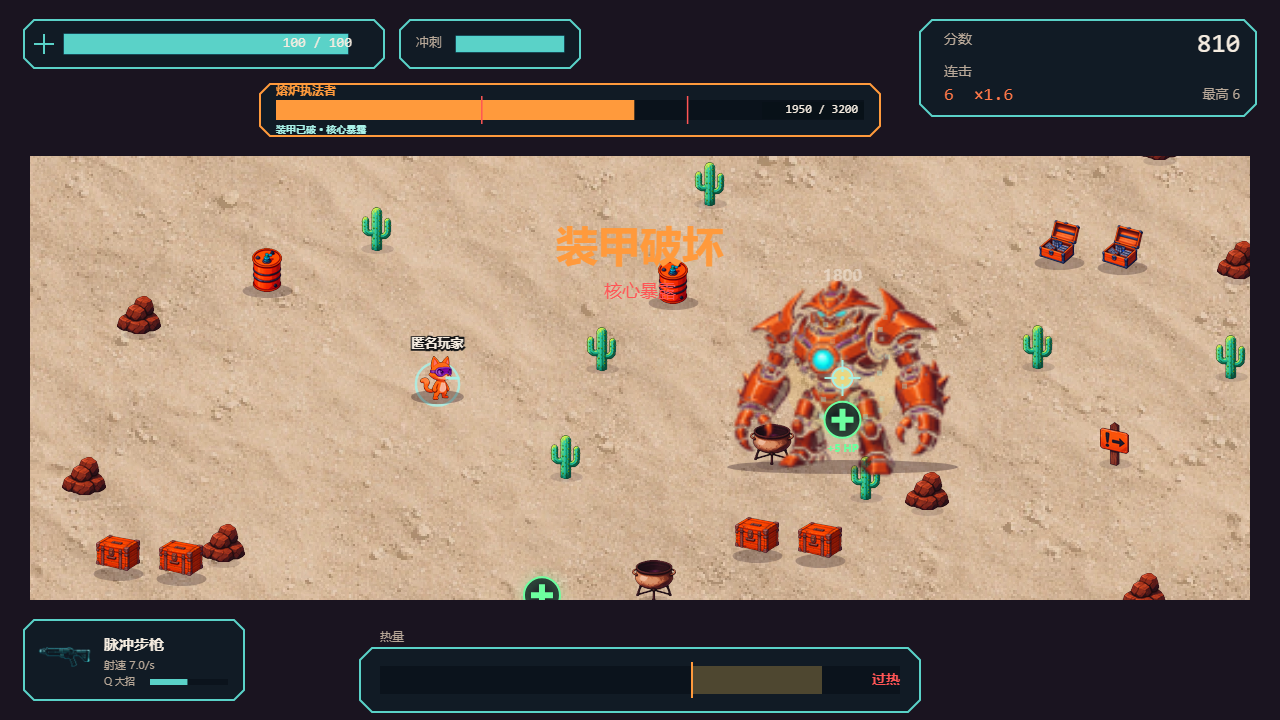 100 / 100
冲刺
分数
810
连击
6 ×1.6
最高 6
熔炉执法者
1950 / 3200
装甲已破·核心暴露
装甲破坏
核心暴露
1800
匿名玩家
脉冲步枪
射速 7.0/s
Q 大招
热量
过热